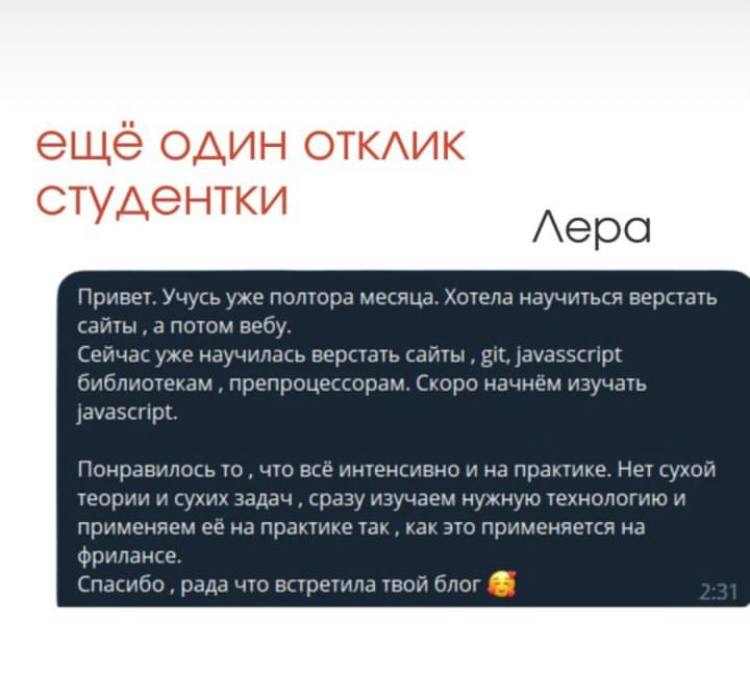 ещё один отклик
студентки
Лера
Привет. Учусь уже полтора месяца. Хотела научиться верстать
сайты , а потом вебу.
Сейчас уже научилась верстать сайты , git, javasscript
библиотекам , препроцессорам. Скоро начнём изучать
javascript.
Понравилось то , что всё интенсивно и на практике. Нет сухой
теории и сухих задач , сразу изучаем нужную технологию и
применяем её на практике так , как это применяется на
фрилансе.
Спасибо , рада что встретила твой блог 🥰
2:31